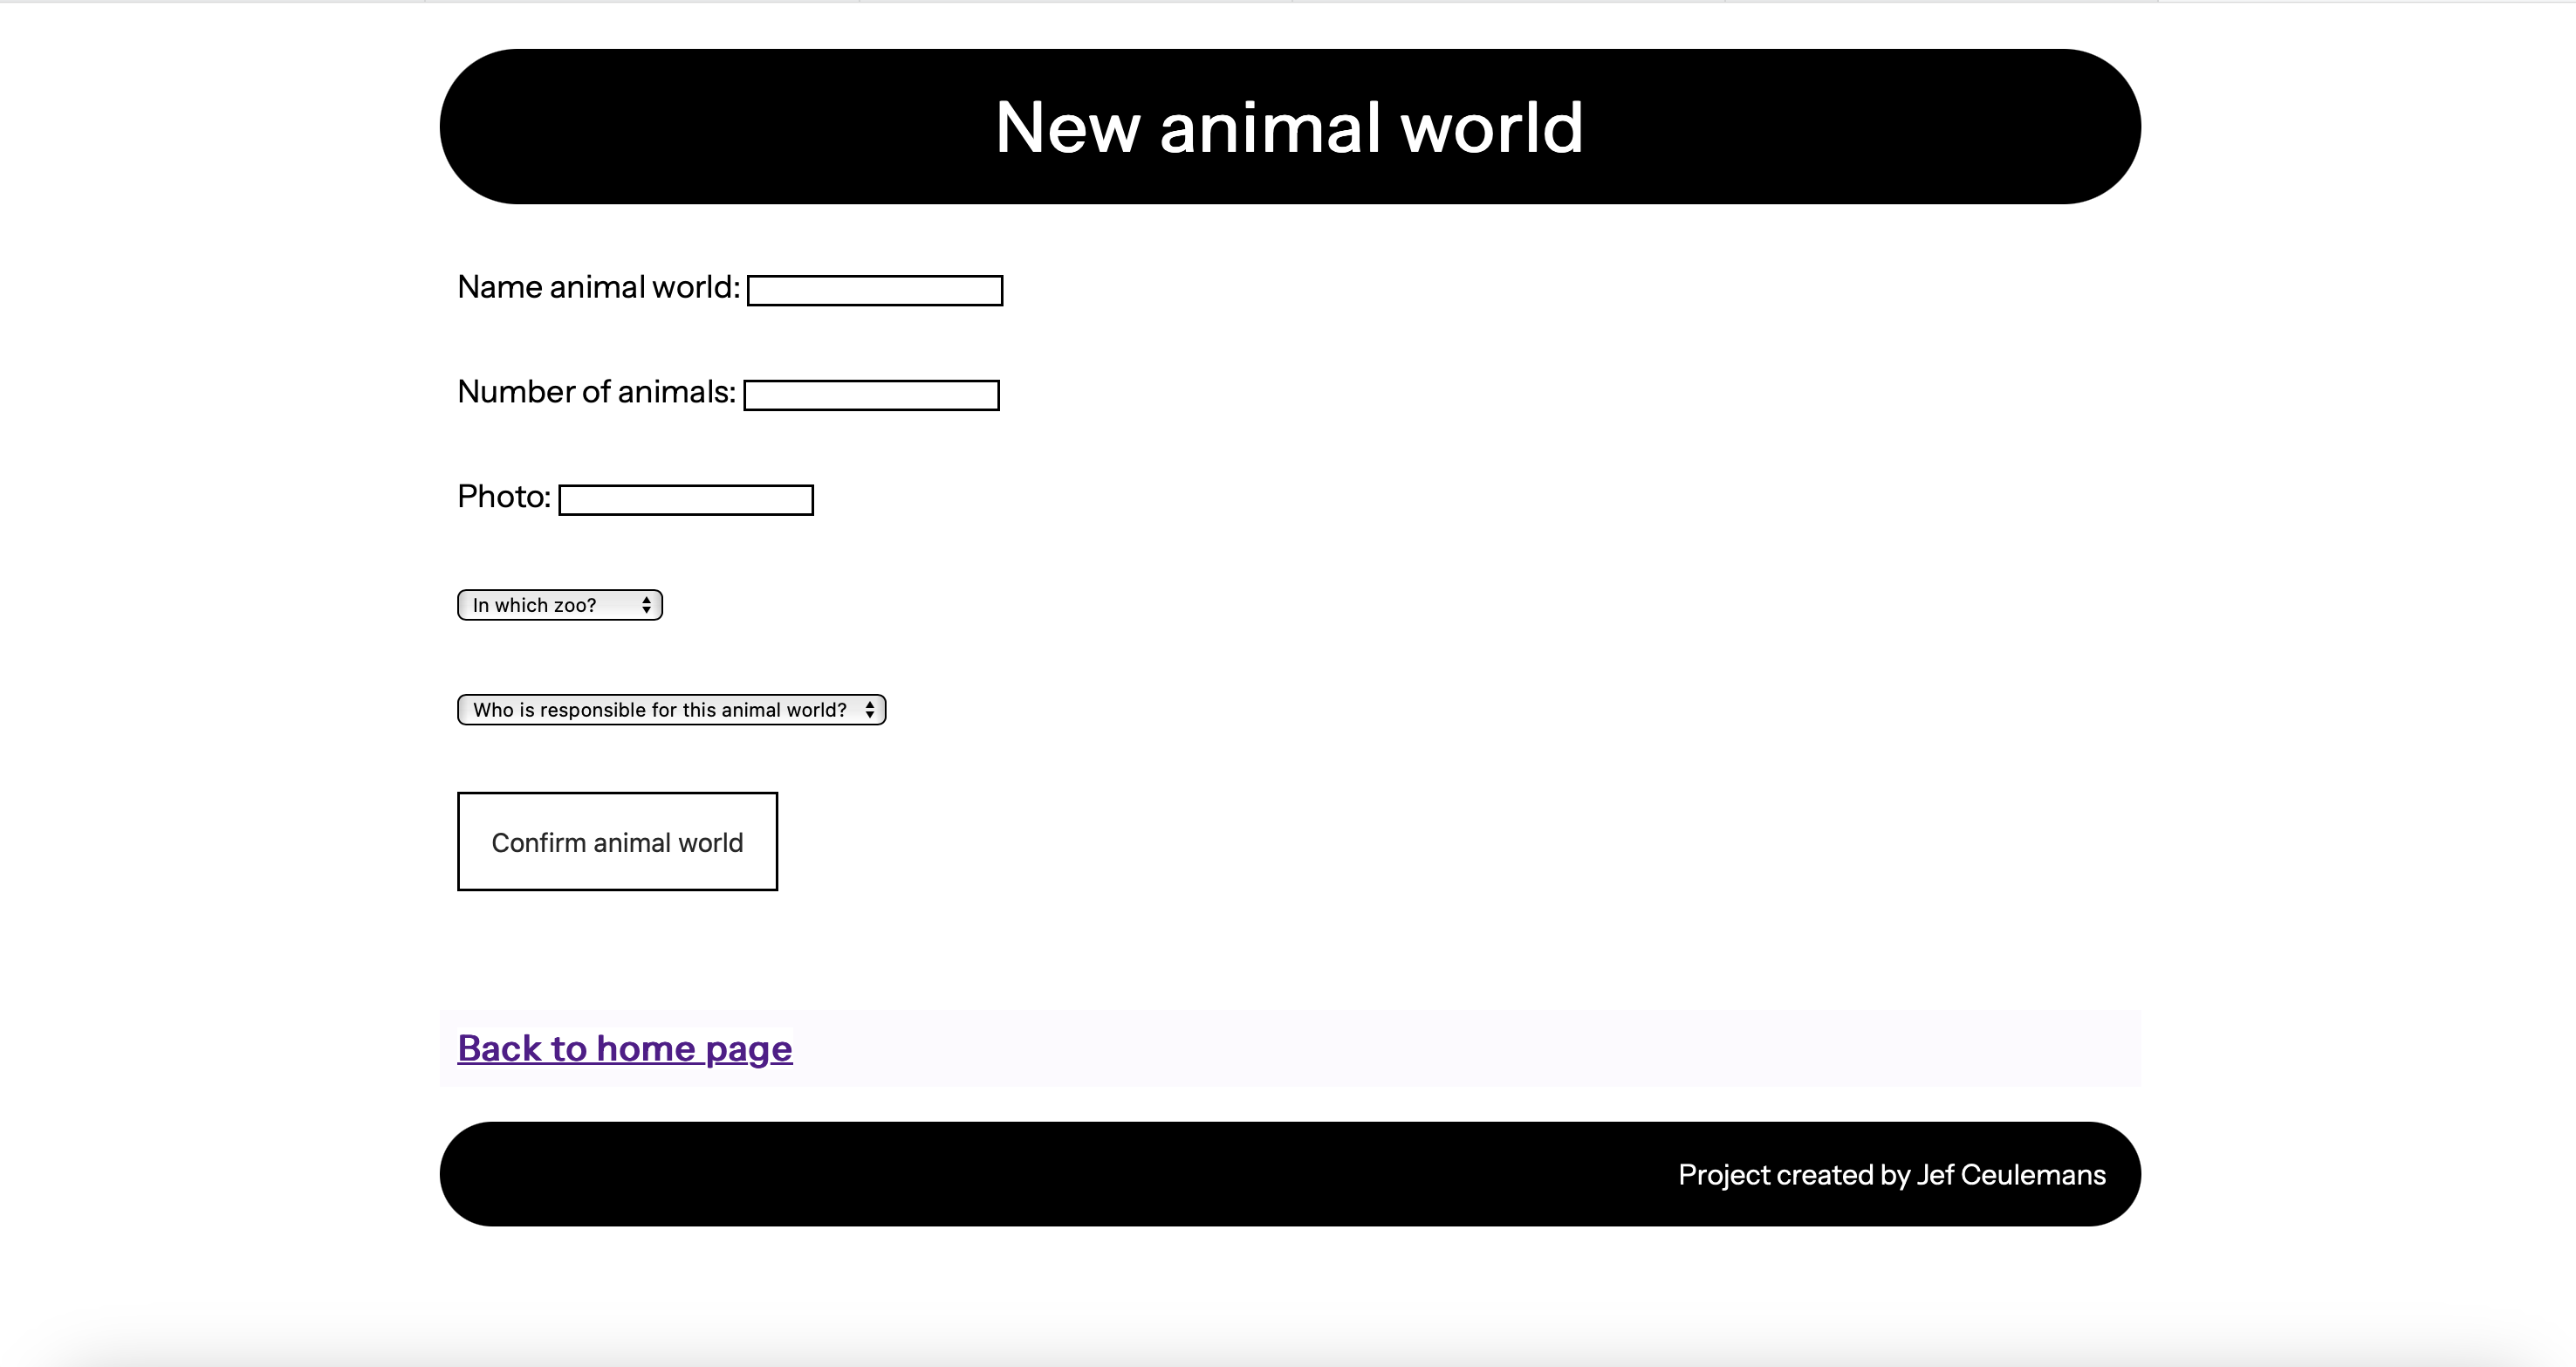 New animal world
Name animal world:
Number of animals:
Photo:
In which zoo?
Who is responsible for this animal world?
Confirm animal world
Back to home page
Project created by Jef Ceulemans